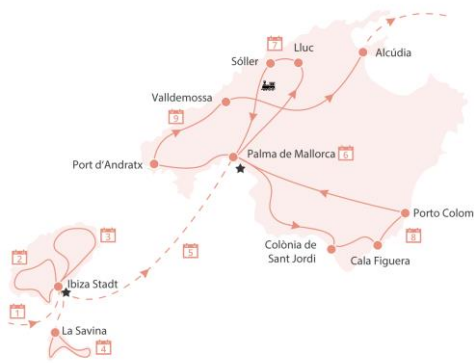 7
Lluc
Sóller
Alcúdia
Valldemossa
9
Palma de Mallorca
6
Port d'Andratx
Porto Colom
3
5
8
Colònia de
Sant Jordi
Cala Figuera
2
Ibiza Stadt
1
La Savina
4